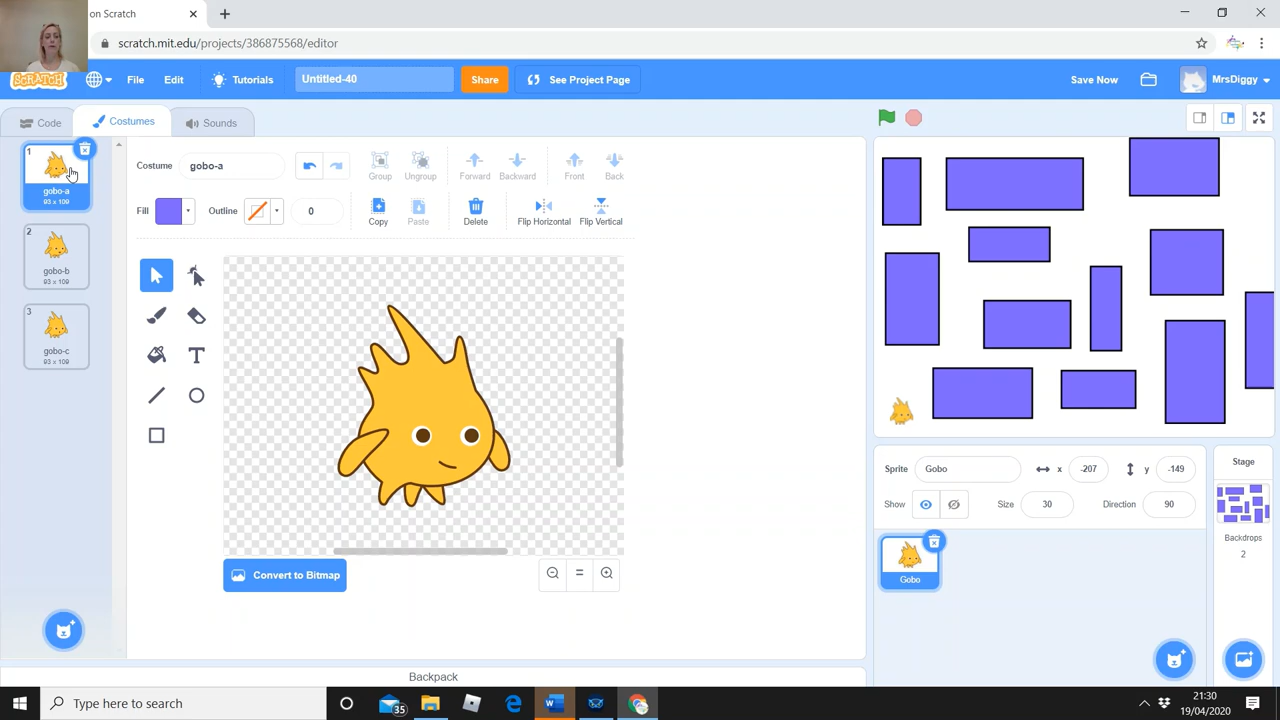 on Scratch
scratch.mit.edu/projects/386875568/editor
SCRATCH
File
Edit
Tutorials
Untitled-40
Share
See Project Page
Save Now
MrsDiggy
Code
Costumes
Sounds
1
gobo-a
93 x 109
2
gobo-b
93 x 109
3
gobo-c
93 x 109
Costume
gobo-a
Group
Ungroup
Forward
Backward
Front
Back
Fill
Outline
0
Copy
Paste
Delete
Flip Horizontal
Flip Vertical
T
Convert to Bitmap
Sprite
Gobo
x
-207
y
-149
Show
Size
30
Direction
90
Gobo
Stage
Backdrops
2
Backpack
Type here to search
35
21:30
19/04/2020